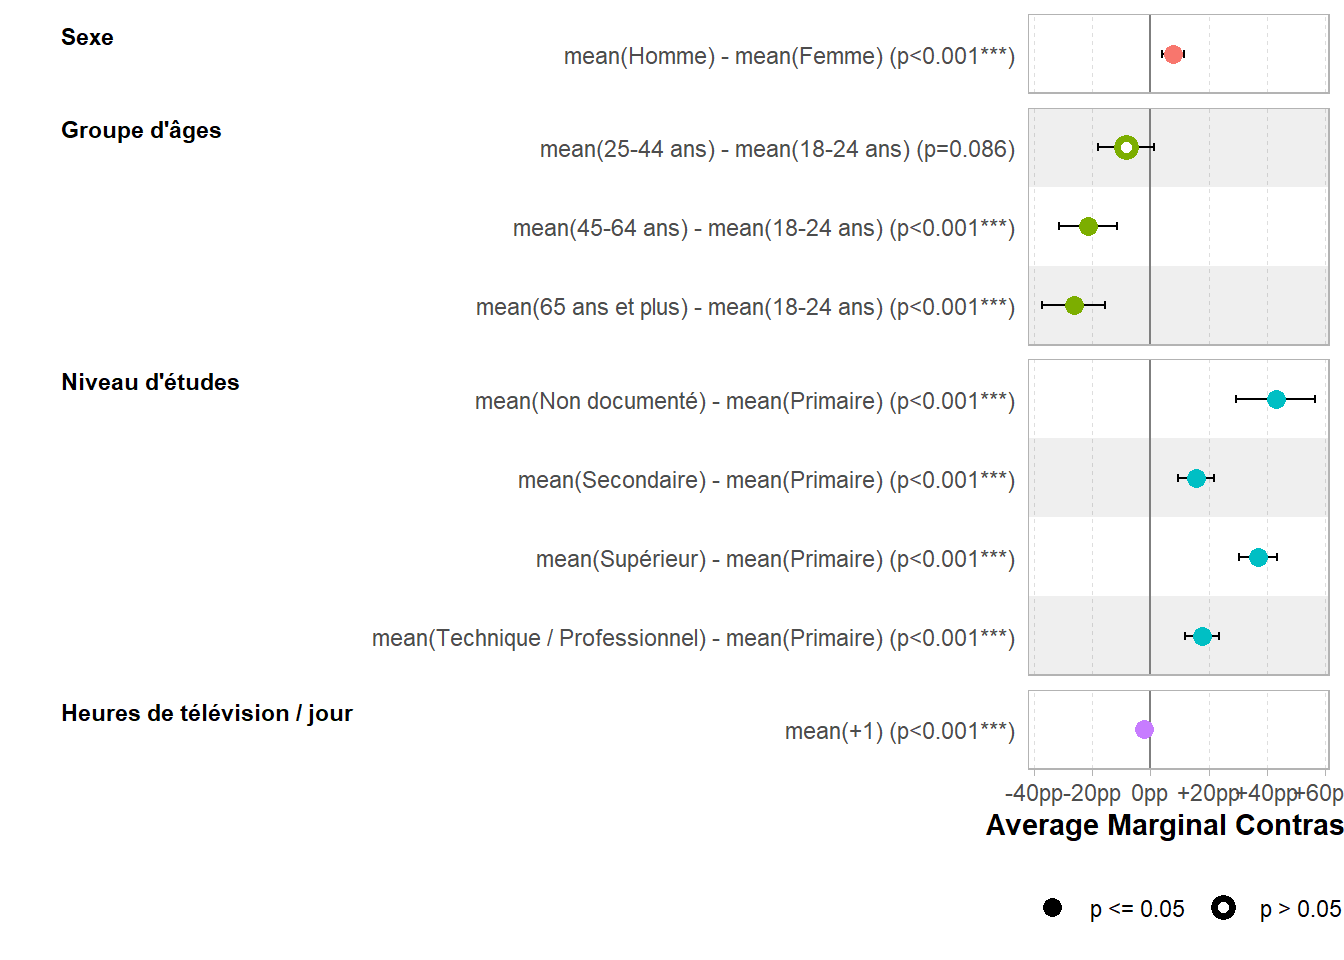 Sexe
mean(Homme) - mean(Femme) (p<0.001***)
Groupe d'âges
mean(25-44 ans) - mean(18-24 ans) (p=0.086)
mean(45-64 ans) - mean(18-24 ans) (p<0.001***)
mean(65 ans et plus) - mean(18-24 ans) (p<0.001***)
Niveau d'études
mean(Non documenté) - mean(Primaire) (p<0.001***)
mean(Secondaire) - mean(Primaire) (p<0.001***)
mean(Supérieur) - mean(Primaire) (p<0.001***)
mean(Technique / Professionnel) - mean(Primaire) (p<0.001***)
Heures de télévision / jour
mean(+1) (p<0.001***)
-40pp -20pp 0pp +20pp +40pp +60p
Average Marginal Contras
p <= 0.05 p > 0.05